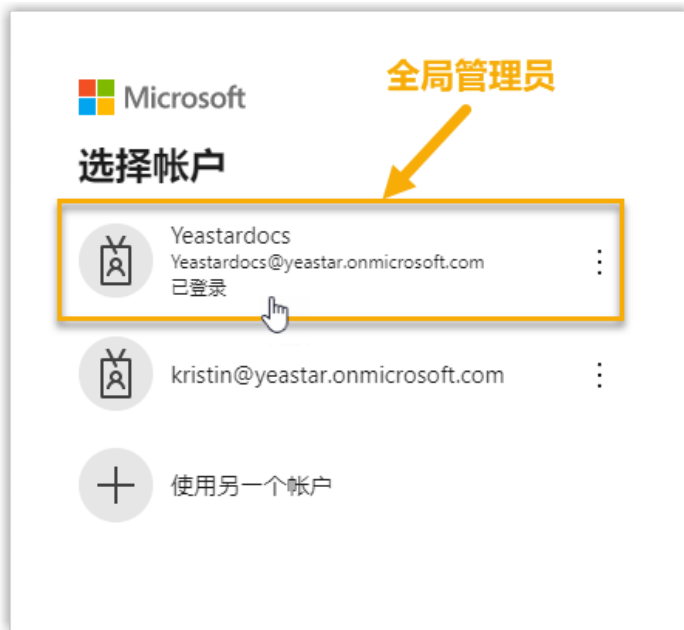 全局管理员
Microsoft
选择帐户
Yeastardocs
Yeastardocs@yeastar.onmicrosoft.com
已登录
kristin@yeastar.onmicrosoft.com
使用另一个帐户